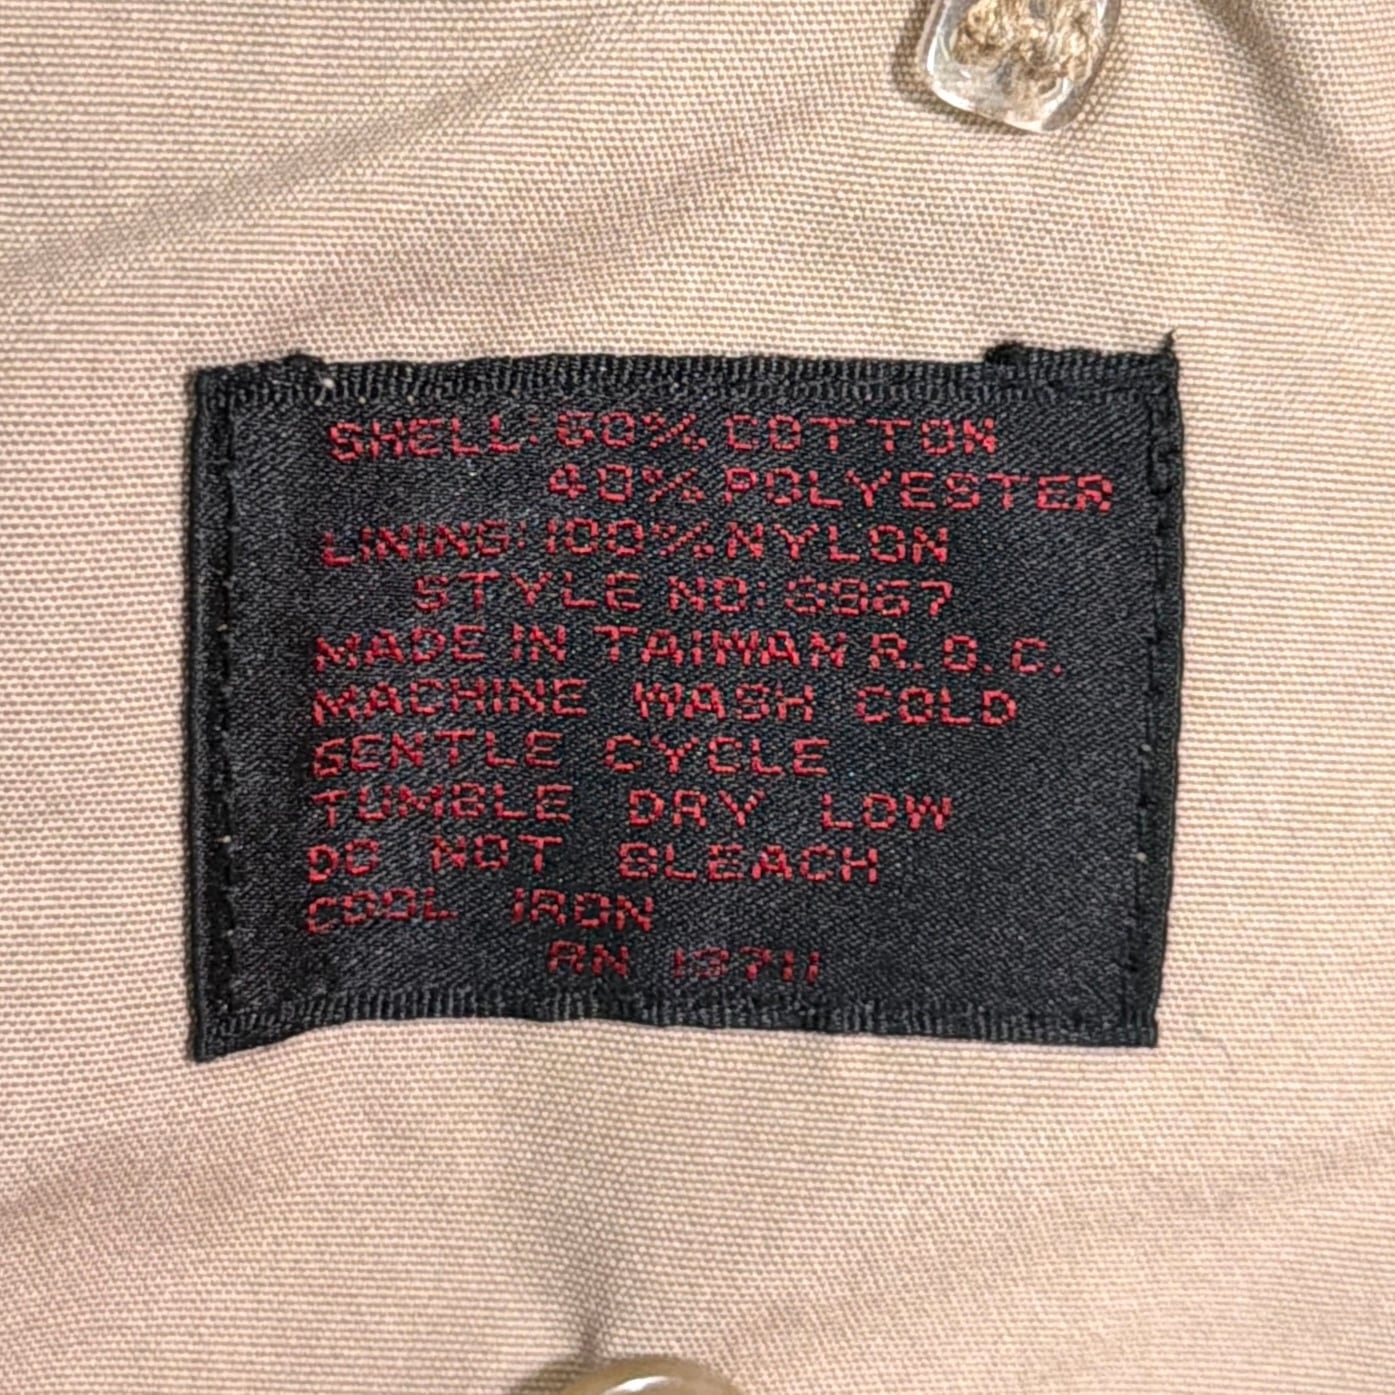 SHELL: 60% COTTON
40% POLYESTER
LINING: 100% NYLON
STYLE NO:
MADE IN TAIWAN R.O.C.
MACHINE WASH COLD
GENTLE CYCLE
TUMBLE DRY LOW
DO NOT BLEACH
COOL IRON
RN 13711